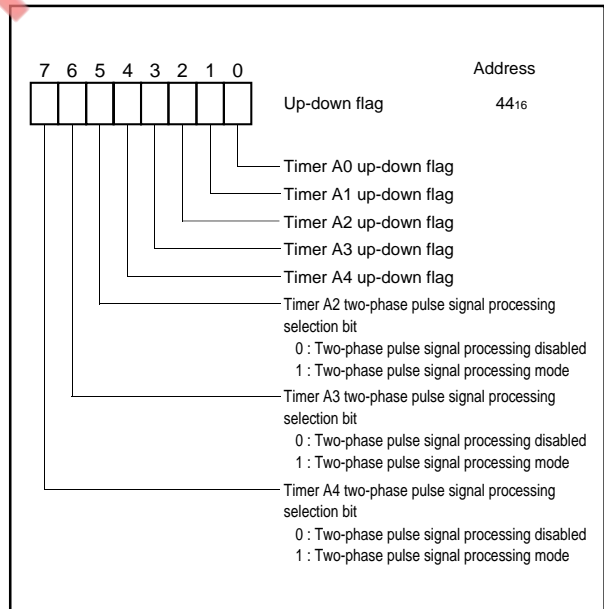 7 6 5 4 3 2 1 0
Address
Up-down flag 44₁₆
Timer A0 up-down flag
Timer A1 up-down flag
Timer A2 up-down flag
Timer A3 up-down flag
Timer A4 up-down flag
Timer A2 two-phase pulse signal processing
selection bit
0 : Two-phase pulse signal processing disabled
1 : Two-phase pulse signal processing mode
Timer A3 two-phase pulse signal processing
selection bit
0 : Two-phase pulse signal processing disabled
1 : Two-phase pulse signal processing mode
Timer A4 two-phase pulse signal processing
selection bit
0 : Two-phase pulse signal processing disabled
1 : Two-phase pulse signal processing mode